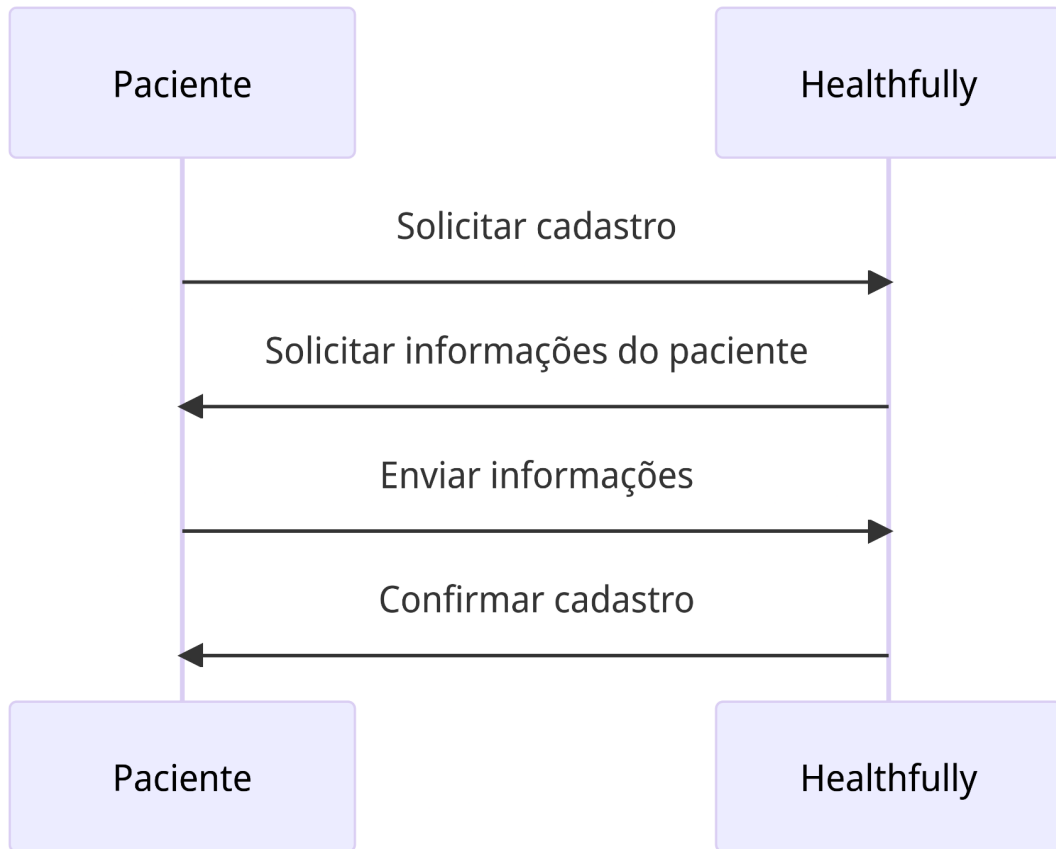 Paciente
Healthfully
Solicitar cadastro
Solicitar informações do paciente
Enviar informações
Confirmar cadastro
Paciente
Healthfully